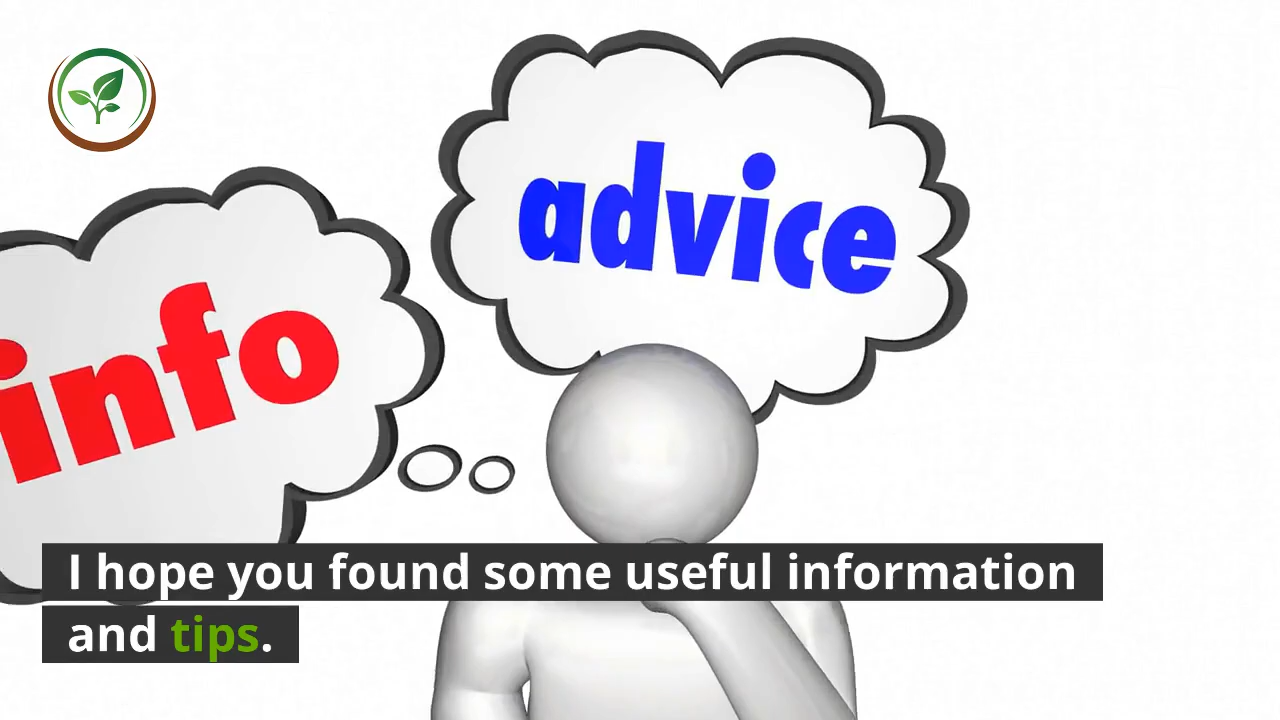 advice
info
I hope you found some useful information
and tips.